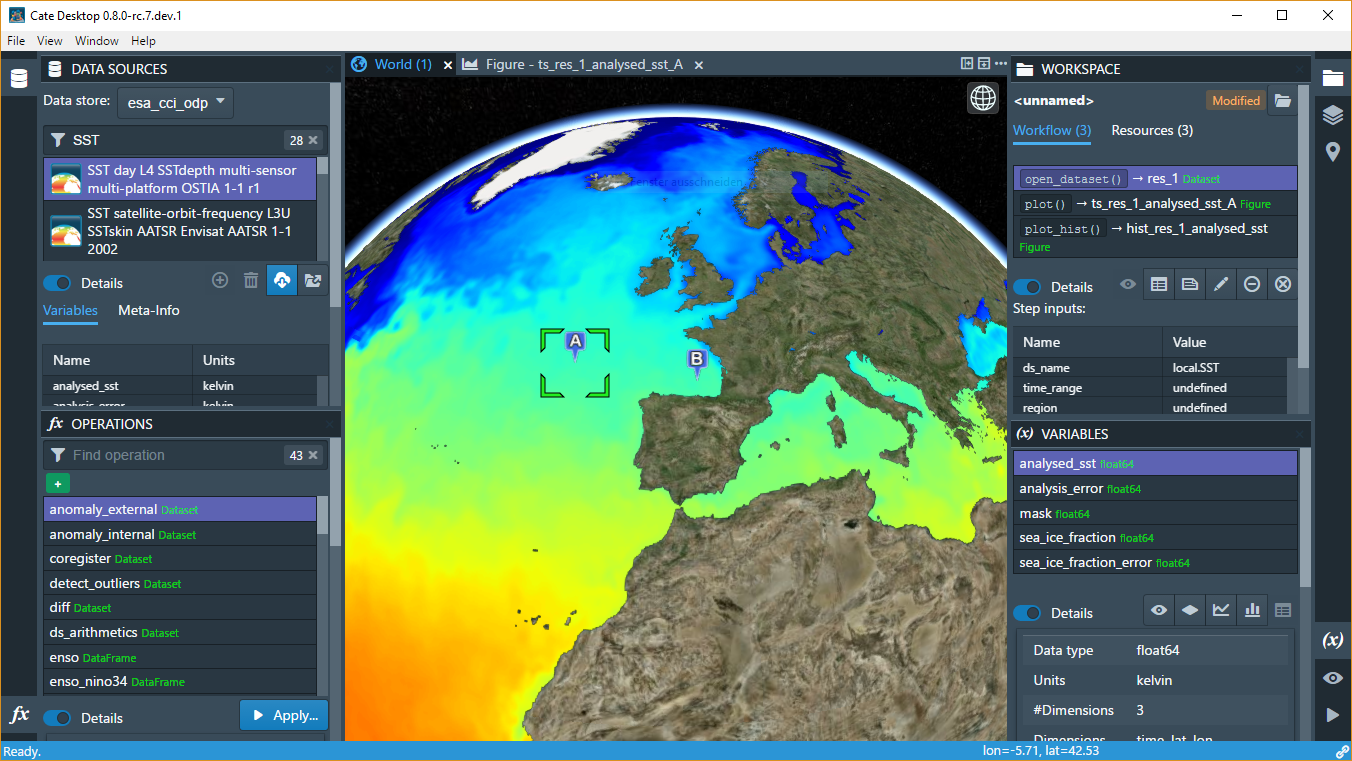 Cate Desktop 0.8.0-rc.7.dev.1
File View Window Help
DATA SOURCES
Data store: esa_cci_odp
SST 28
SST day L4 SSTdepth multi-sensor
multi-platform OSTIA 1-1 r1
SST satellite-orbit-frequency L3U
SSTskin AATSR Envisat AATSR 1-1
2002
Details
Variables Meta-Info
Name Units
analysed_sst kelvin
analysis_error kelvin
fx OPERATIONS
Find operation 43
+
anomaly_external Dataset
anomaly_internal Dataset
coregister Dataset
detect_outliers Dataset
diff Dataset
ds_arithmetics Dataset
enso DataFrame
enso_nino34 DataFrame
fx
Details Apply...
World (1) Figure - ts_res_1_analysed_sst_A
Fenster ausschneiden
A
B
WORKSPACE
<unnamed> Modified
Workflow (3) Resources (3)
open_dataset() → res_1 Dataset
plot() → ts_res_1_analysed_sst_A Figure
plot_hist() → hist_res_1_analysed_sst
Figure
Details
Step inputs:
Name Value
ds_name local.SST
time_range undefined
region undefined
(x) VARIABLES
analysed_sst float64
analysis_error float64
mask float64
sea_ice_fraction float64
sea_ice_fraction_error float64
Details
Data type float64
Units kelvin
#Dimensions 3
Dimensions time, lat, lon
(x)
Ready. lon=-5.71, lat=42.53